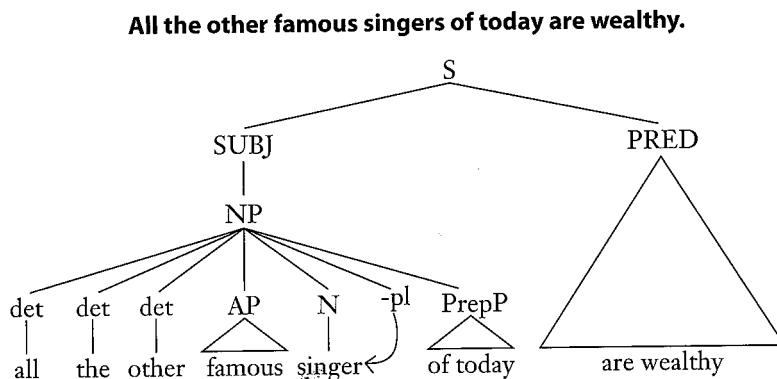 All the other famous singers of today are wealthy.
S
SUBJ PRED
NP
det det det AP N -pl PrepP
all the other famous singer of today are wealthy